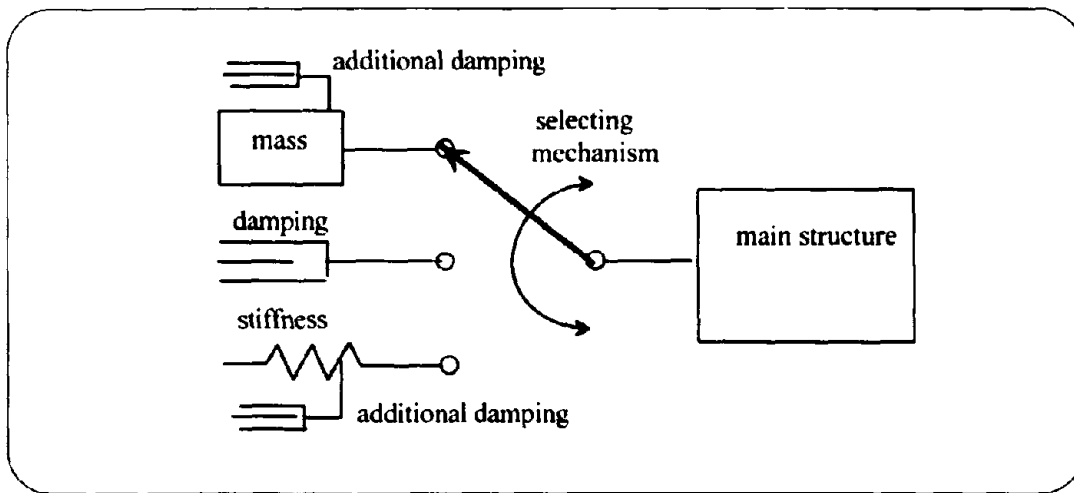 additional damping
mass
selecting
mechanism
damping
main structure
stiffness
additional damping